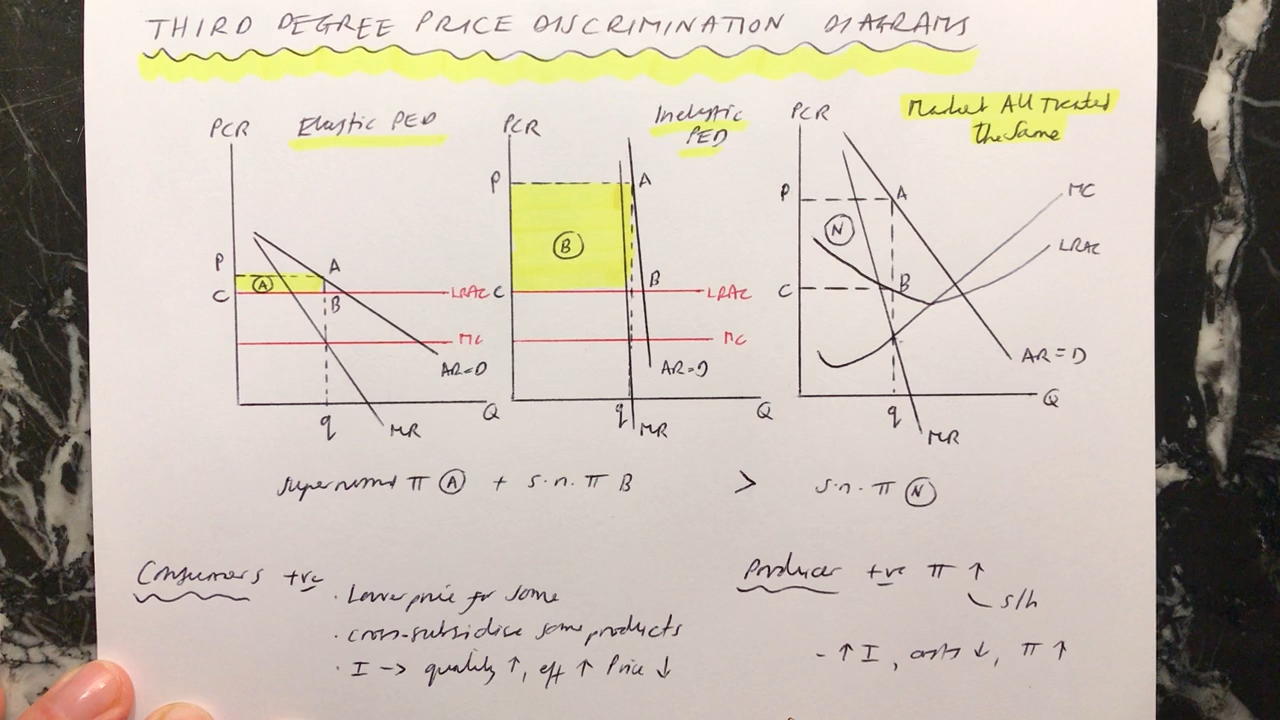 THIRD DEGREE PRICE DISCRIMINATION DIAGRAMS
PCR
Elastic PED
P
C
A
A
B
LRAC
MC
AR=D
q
Q
MR
PCR
Inelastic
PED
P
C
B
A
B
LRAC
MC
AR=D
q
Q
MR
PCR
Market All Treated
the Same
P
C
N
A
B
MC
LRAC
AR=D
q
Q
MR
supernormal π A + s.n. π B > s.n. π N
Consumers +ve
· Lower price for some
· cross-subsidise some products
· I → quality ↑, eff ↑ Price ↓
Producer +ve π ↑
s/h
- ↑ I, costs ↓, π ↑